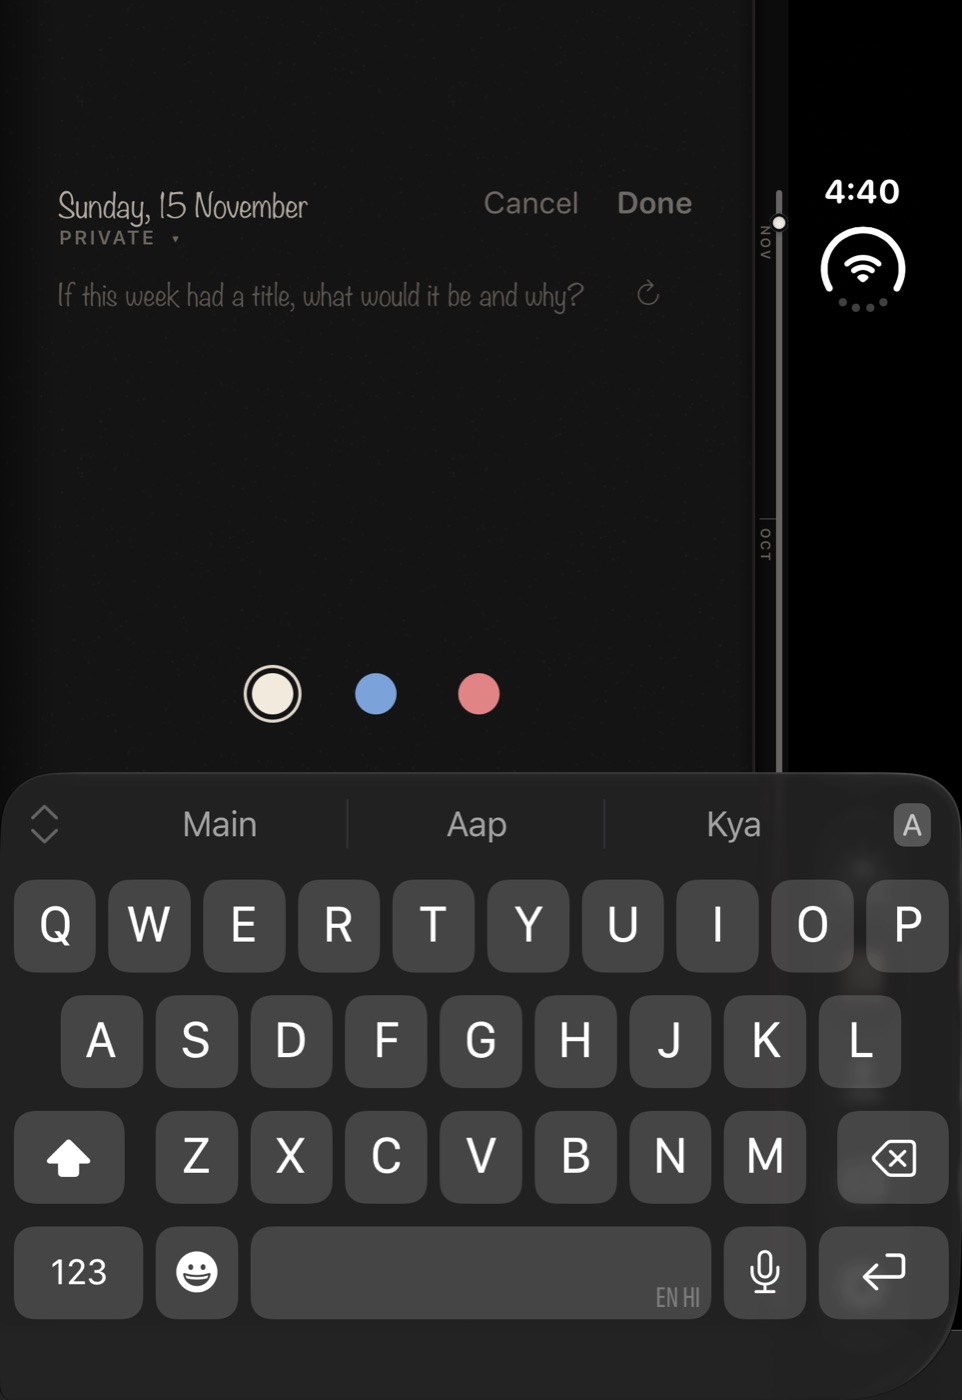 4:40
Sunday, 15 November
Cancel
Done
PRIVATE
If this week had a title, what would it be and why?
NOV
OCT
Main
Aap
Kya
A
Q W E R T Y U I O P
A S D F G H J K L
Z X C V B N M
123
EN HI